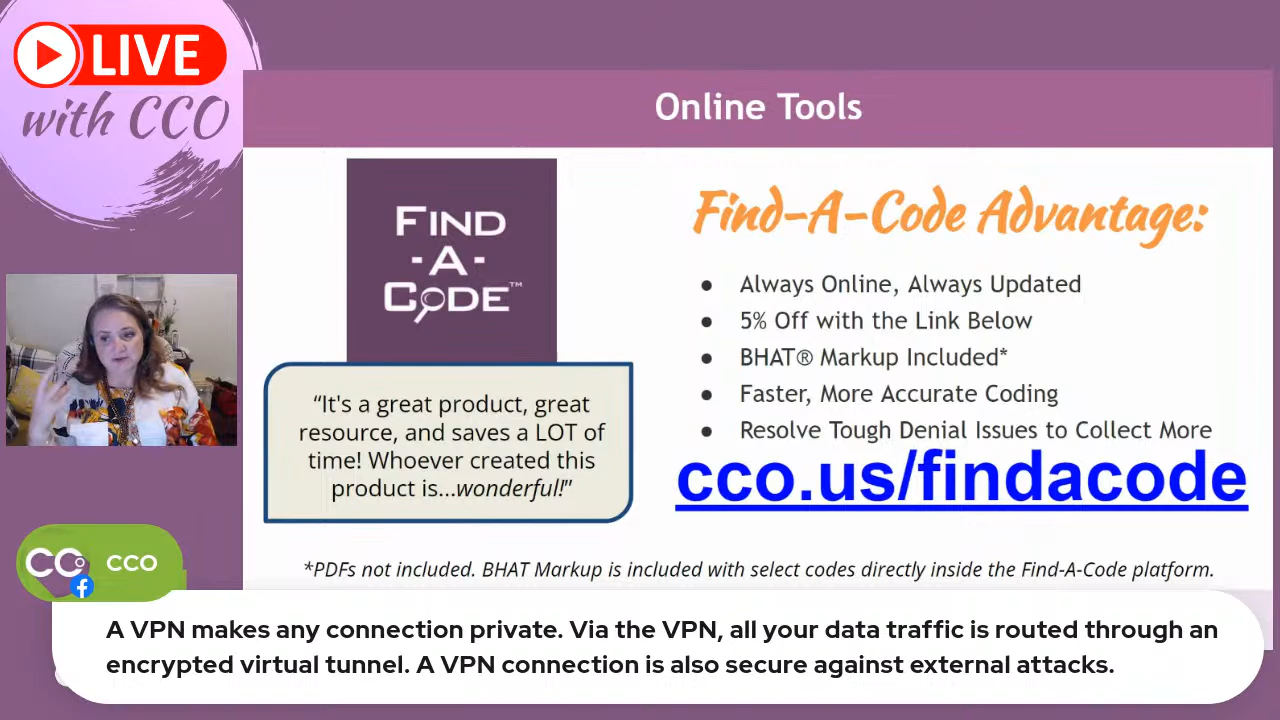 LIVE
with CCO
Online Tools
FIND
-A-
CODE™
Find-A-Code Advantage:
● Always Online, Always Updated
● 5% Off with the Link Below
● BHAT® Markup Included*
● Faster, More Accurate Coding
● Resolve Tough Denial Issues to Collect More
cco.us/findacode
“It's a great product, great
resource, and saves a LOT of
time! Whoever created this
product is...wonderful!”
*PDFs not included. BHAT Markup is included with select codes directly inside the Find-A-Code platform.
CCO CCO
A VPN makes any connection private. Via the VPN, all your data traffic is routed through an
encrypted virtual tunnel. A VPN connection is also secure against external attacks.